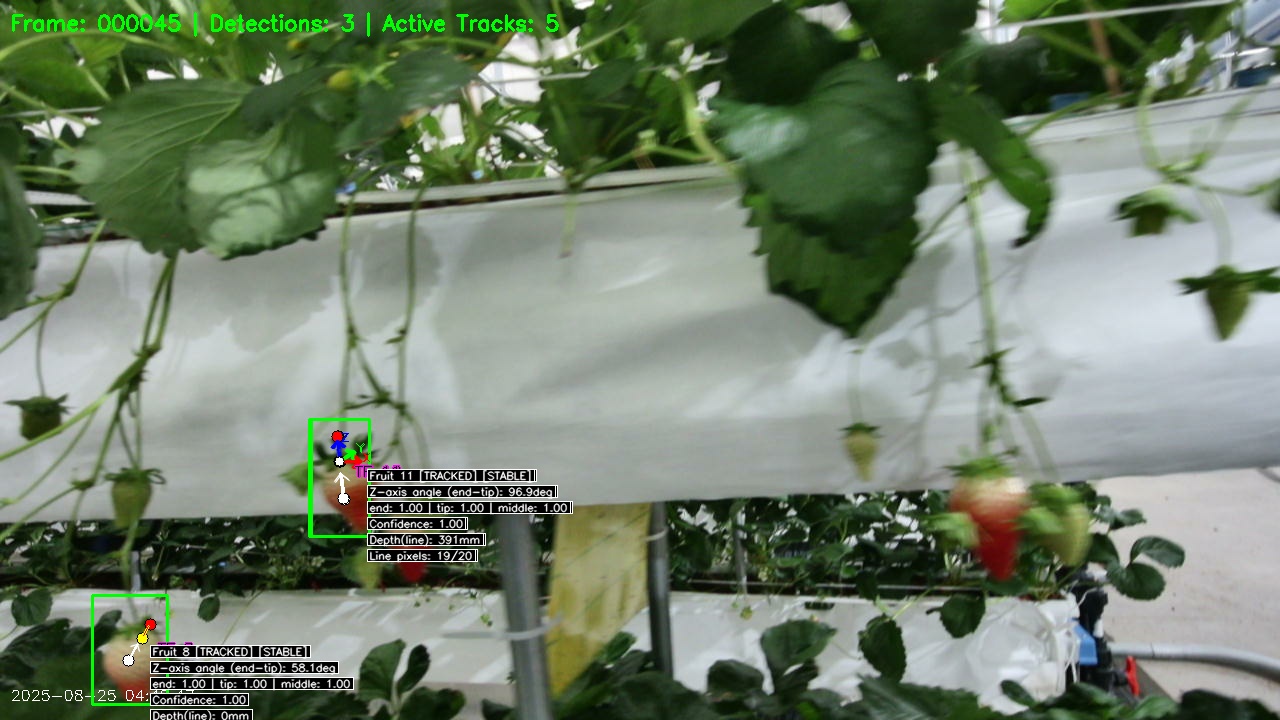 Frame: 000045 | Detections: 3 | Active Tracks: 5
Z
Y
Fruit 11 [TRACKED] [STABLE]
Z-axis angle (end-tip): 96.9deg
end: 1.00 | tip: 1.00 | middle: 1.00
Confidence: 1.00
Depth(line): 391mm
Line pixels: 19/20
Fruit 8 [TRACKED] [STABLE]
Z-axis angle (end-tip): 58.1deg
end: 1.00 | tip: 1.00 | middle: 1.00
Confidence: 1.00
Depth(line): 0mm
2025-08-25